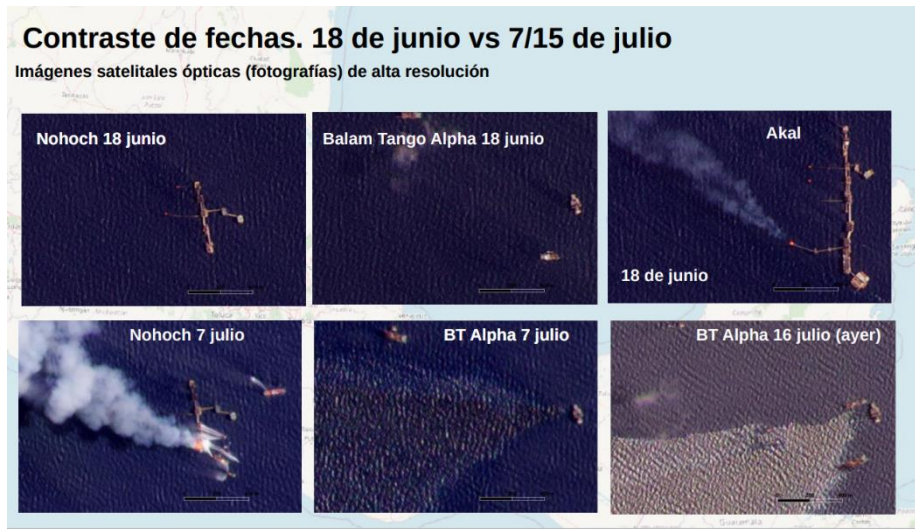 Contraste de fechas. 18 de junio vs 7/15 de julio
Imágenes satelitales ópticas (fotografías) de alta resolución
Nohoch 18 junio
Balam Tango Alpha 18 junio
Akal
18 de junio
Nohoch 7 julio
BT Alpha 7 julio
BT Alpha 16 julio (ayer)
Guatemala